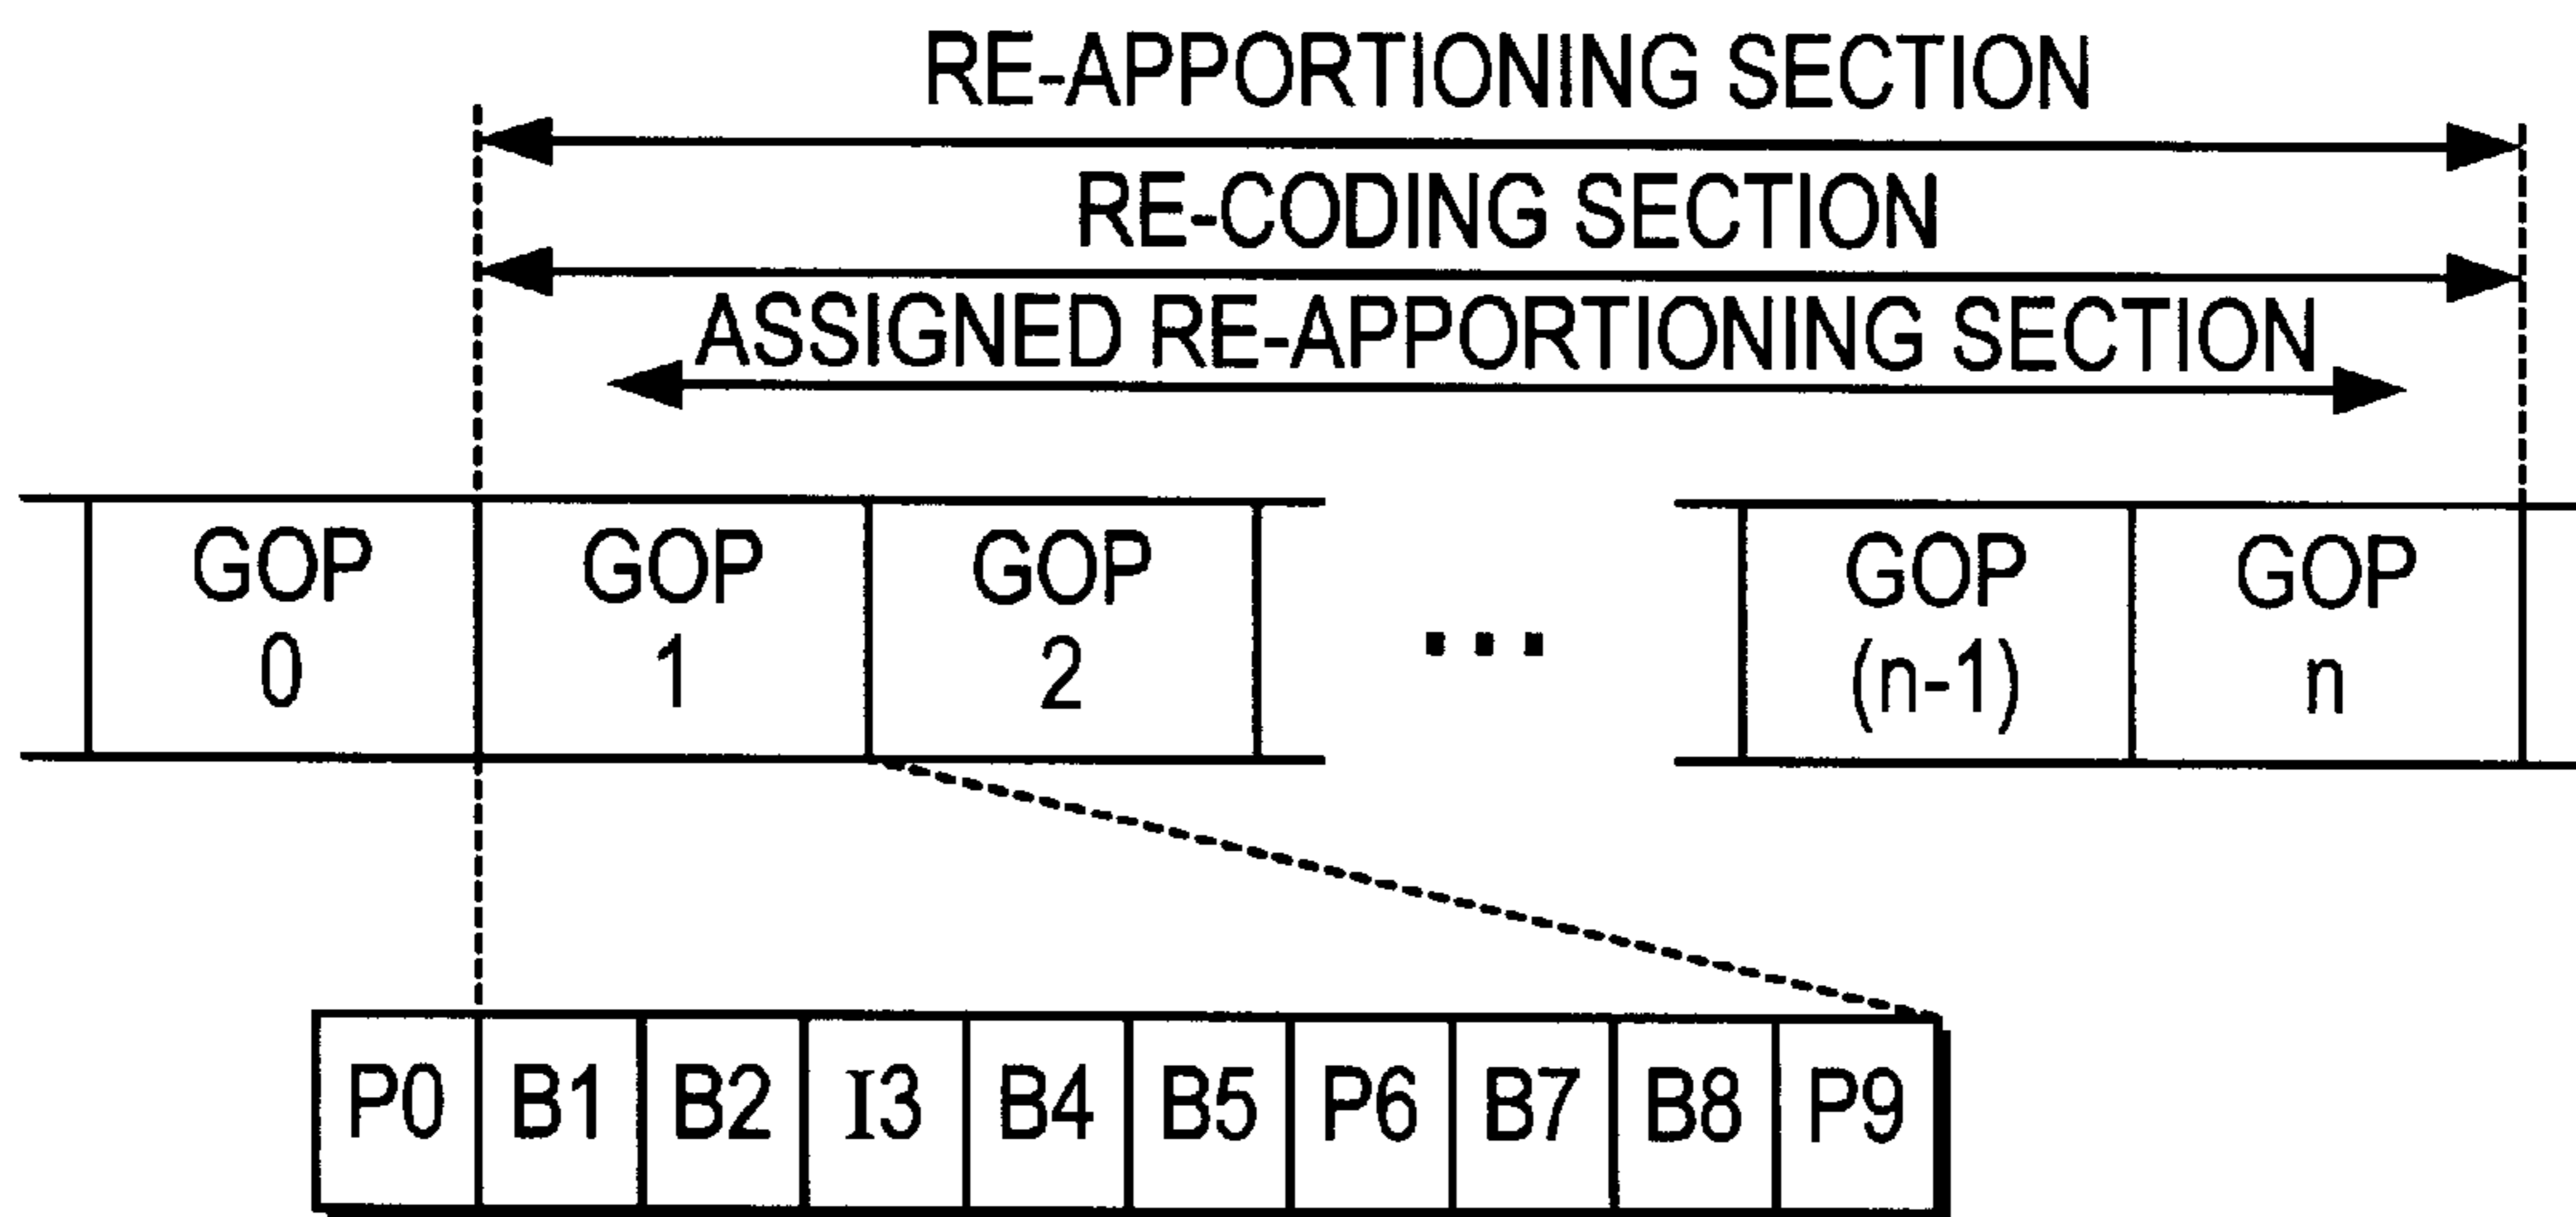 RE-APPORTIONING SECTION
RE-CODING SECTION
ASSIGNED RE-APPORTIONING SECTION
GOP 0
GOP 1
GOP 2
...
GOP (n-1)
GOP n
P0 B1 B2 I3 B4 B5 P6 B7 B8 P9